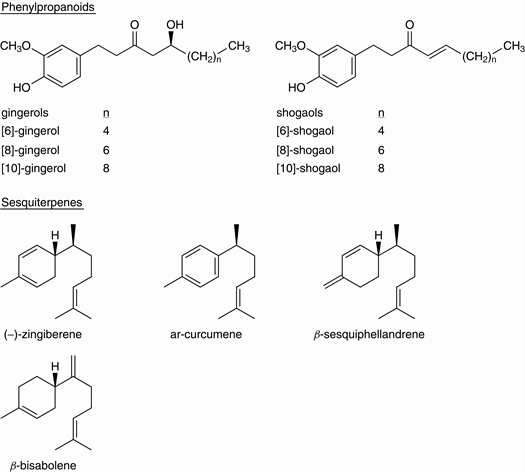 Phenylpropanoids
O OH
CH₃O (CH₂)n CH₃
HO
O
CH₃O (CH₂)n CH₃
HO
gingerols n
[6]-gingerol 4
[8]-gingerol 6
[10]-gingerol 8
shogaols n
[6]-shogaol 4
[8]-shogaol 6
[10]-shogaol 8
Sesquiterpenes
H
(–)-zingiberene
ar-curcumene
H
β-sesquiphellandrene
H
β-bisabolene